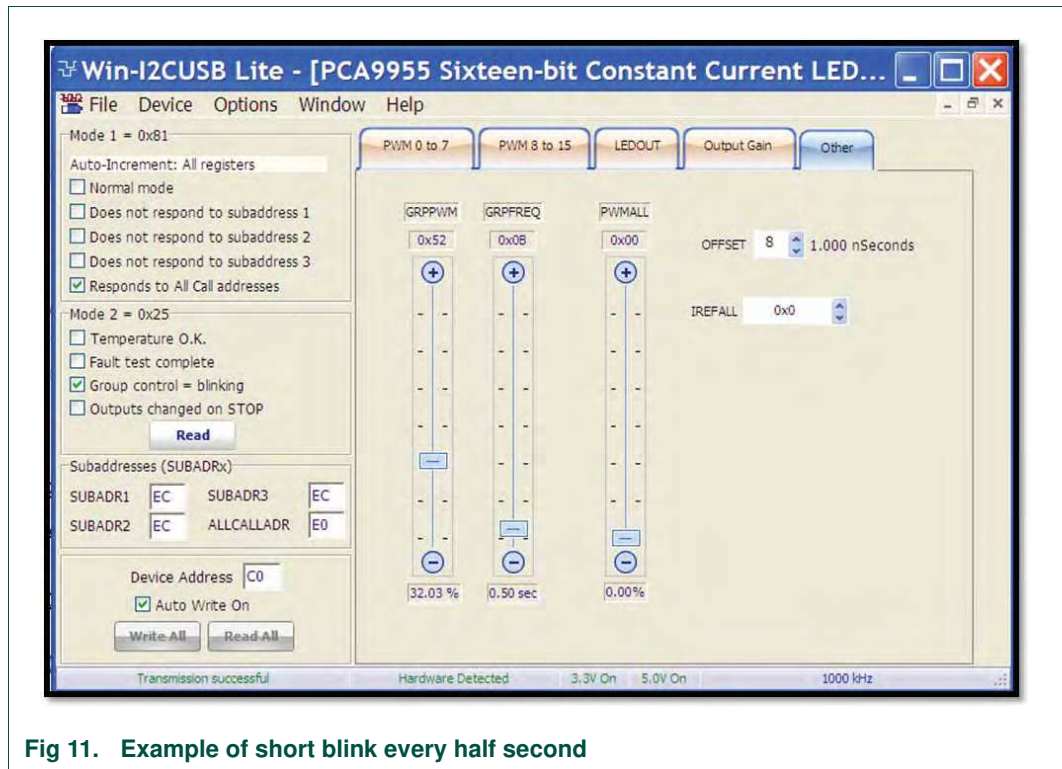 Win-I2CUSB Lite - [PCA9955 Sixteen-bit Constant Current LED...
File Device Options Window Help
Mode 1 = 0x81
Auto-Increment: All registers
Normal mode
Does not respond to subaddress 1
Does not respond to subaddress 2
Does not respond to subaddress 3
Responds to All Call addresses
Mode 2 = 0x25
Temperature O.K.
Fault test complete
Group control = blinking
Outputs changed on STOP
Read
Subaddresses (SUBADRx)
SUBADR1 EC SUBADR3 EC
SUBADR2 EC ALLCALLADR E0
Device Address C0
Auto Write On
Write All Read All
PWM 0 to 7 PWM 8 to 15 LEDOUT Output Gain Other
GRPPWM GRPFREQ PWMALL
0x52 0x0B 0x00
OFFSET 8 1.000 nSeconds
IREFALL 0x0
32.03 % 0.50 sec 0.00%
Transmission successful Hardware Detected 3.3V On 5.0V On 1000 kHz
Fig 11. Example of short blink every half second